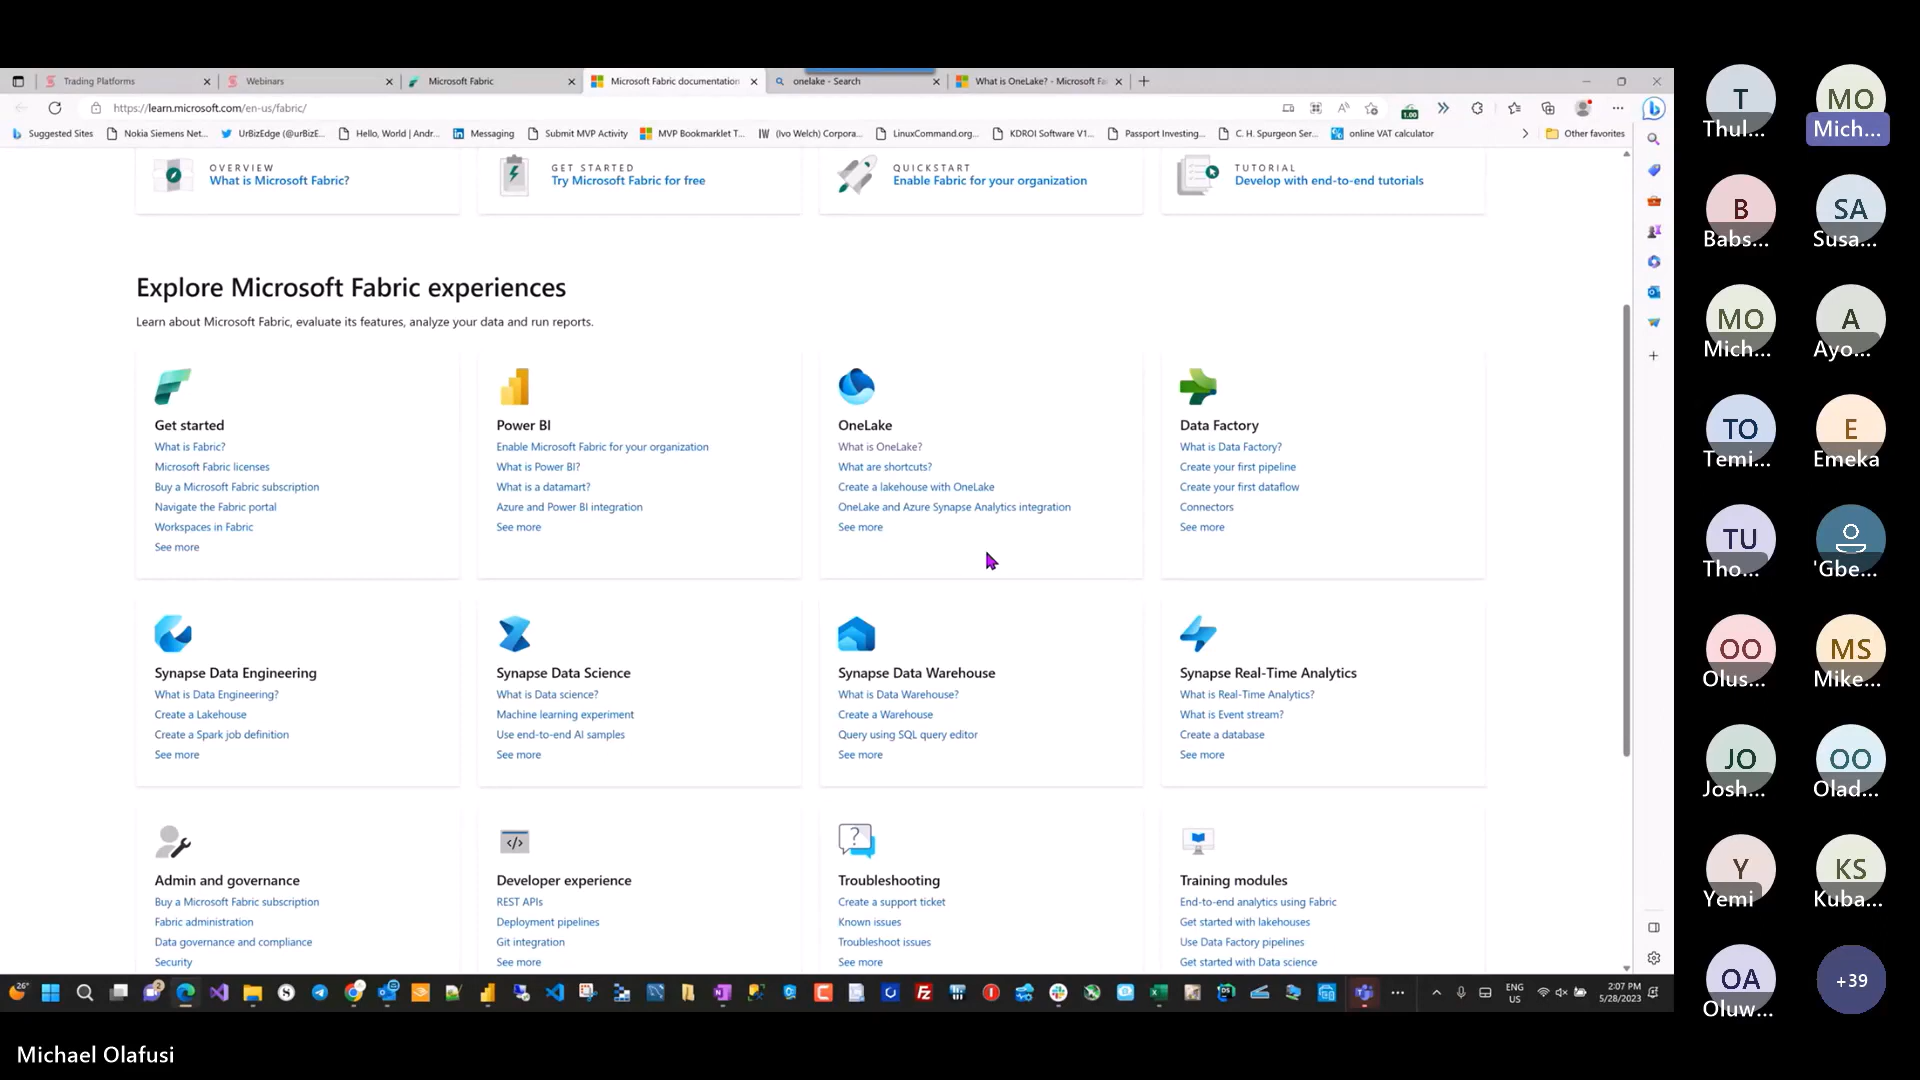 Trading Platforms
Webinars
Microsoft Fabric
Microsoft Fabric documentation
onelake - Search
What is OneLake? - Microsoft Fa
https://learn.microsoft.com/en-us/fabric/
1.00
Suggested Sites
Nokia Siemens Net...
UrBizEdge (@urBizE...
Hello, World | Andr...
Messaging
Submit MVP Activity
MVP Bookmarklet T...
(Ivo Welch) Corpora...
LinuxCommand.org...
KDROI Software V1...
Passport Investing...
C. H. Spurgeon Ser...
online VAT calculator
Other favorites
OVERVIEW
What is Microsoft Fabric?
GET STARTED
Try Microsoft Fabric for free
QUICKSTART
Enable Fabric for your organization
TUTORIAL
Develop with end-to-end tutorials
Explore Microsoft Fabric experiences
Learn about Microsoft Fabric, evaluate its features, analyze your data and run reports.
Get started
What is Fabric?
Microsoft Fabric licenses
Buy a Microsoft Fabric subscription
Navigate the Fabric portal
Workspaces in Fabric
See more
Power BI
Enable Microsoft Fabric for your organization
What is Power BI?
What is a datamart?
Azure and Power BI integration
See more
OneLake
What is OneLake?
What are shortcuts?
Create a lakehouse with OneLake
OneLake and Azure Synapse Analytics integration
See more
Data Factory
What is Data Factory?
Create your first pipeline
Create your first dataflow
Connectors
See more
Synapse Data Engineering
What is Data Engineering?
Create a Lakehouse
Create a Spark job definition
See more
Synapse Data Science
What is Data science?
Machine learning experiment
Use end-to-end AI samples
See more
Synapse Data Warehouse
What is Data Warehouse?
Create a Warehouse
Query using SQL query editor
See more
Synapse Real-Time Analytics
What is Real-Time Analytics?
What is Event stream?
Create a database
See more
Admin and governance
Buy a Microsoft Fabric subscription
Fabric administration
Data governance and compliance
Security
Developer experience
REST APIs
Deployment pipelines
Git integration
See more
Troubleshooting
Create a support ticket
Known issues
Troubleshoot issues
See more
Training modules
End-to-end analytics using Fabric
Get started with lakehouses
Use Data Factory pipelines
Get started with Data science
26°
ENG
US
2:07 PM
5/28/2023
T
Thul...
MO
Mich...
B
Babs...
SA
Susa...
MO
Mich...
A
Ayo...
TO
Temi...
E
Emeka
TU
Tho...
'Gbe...
OO
Olus...
MS
Mike...
JO
Josh...
OO
Olad...
Y
Yemi
KS
Kuba...
OA
Oluw...
+39
Michael Olafusi